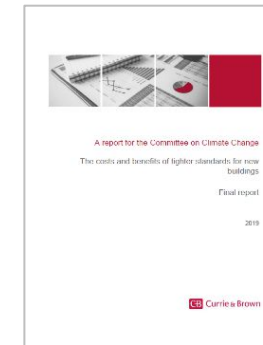 A report for the Committee on Climate Change
The costs and benefits of tighter standards for new
buildings
Final report
2019
CB Currie & Brown